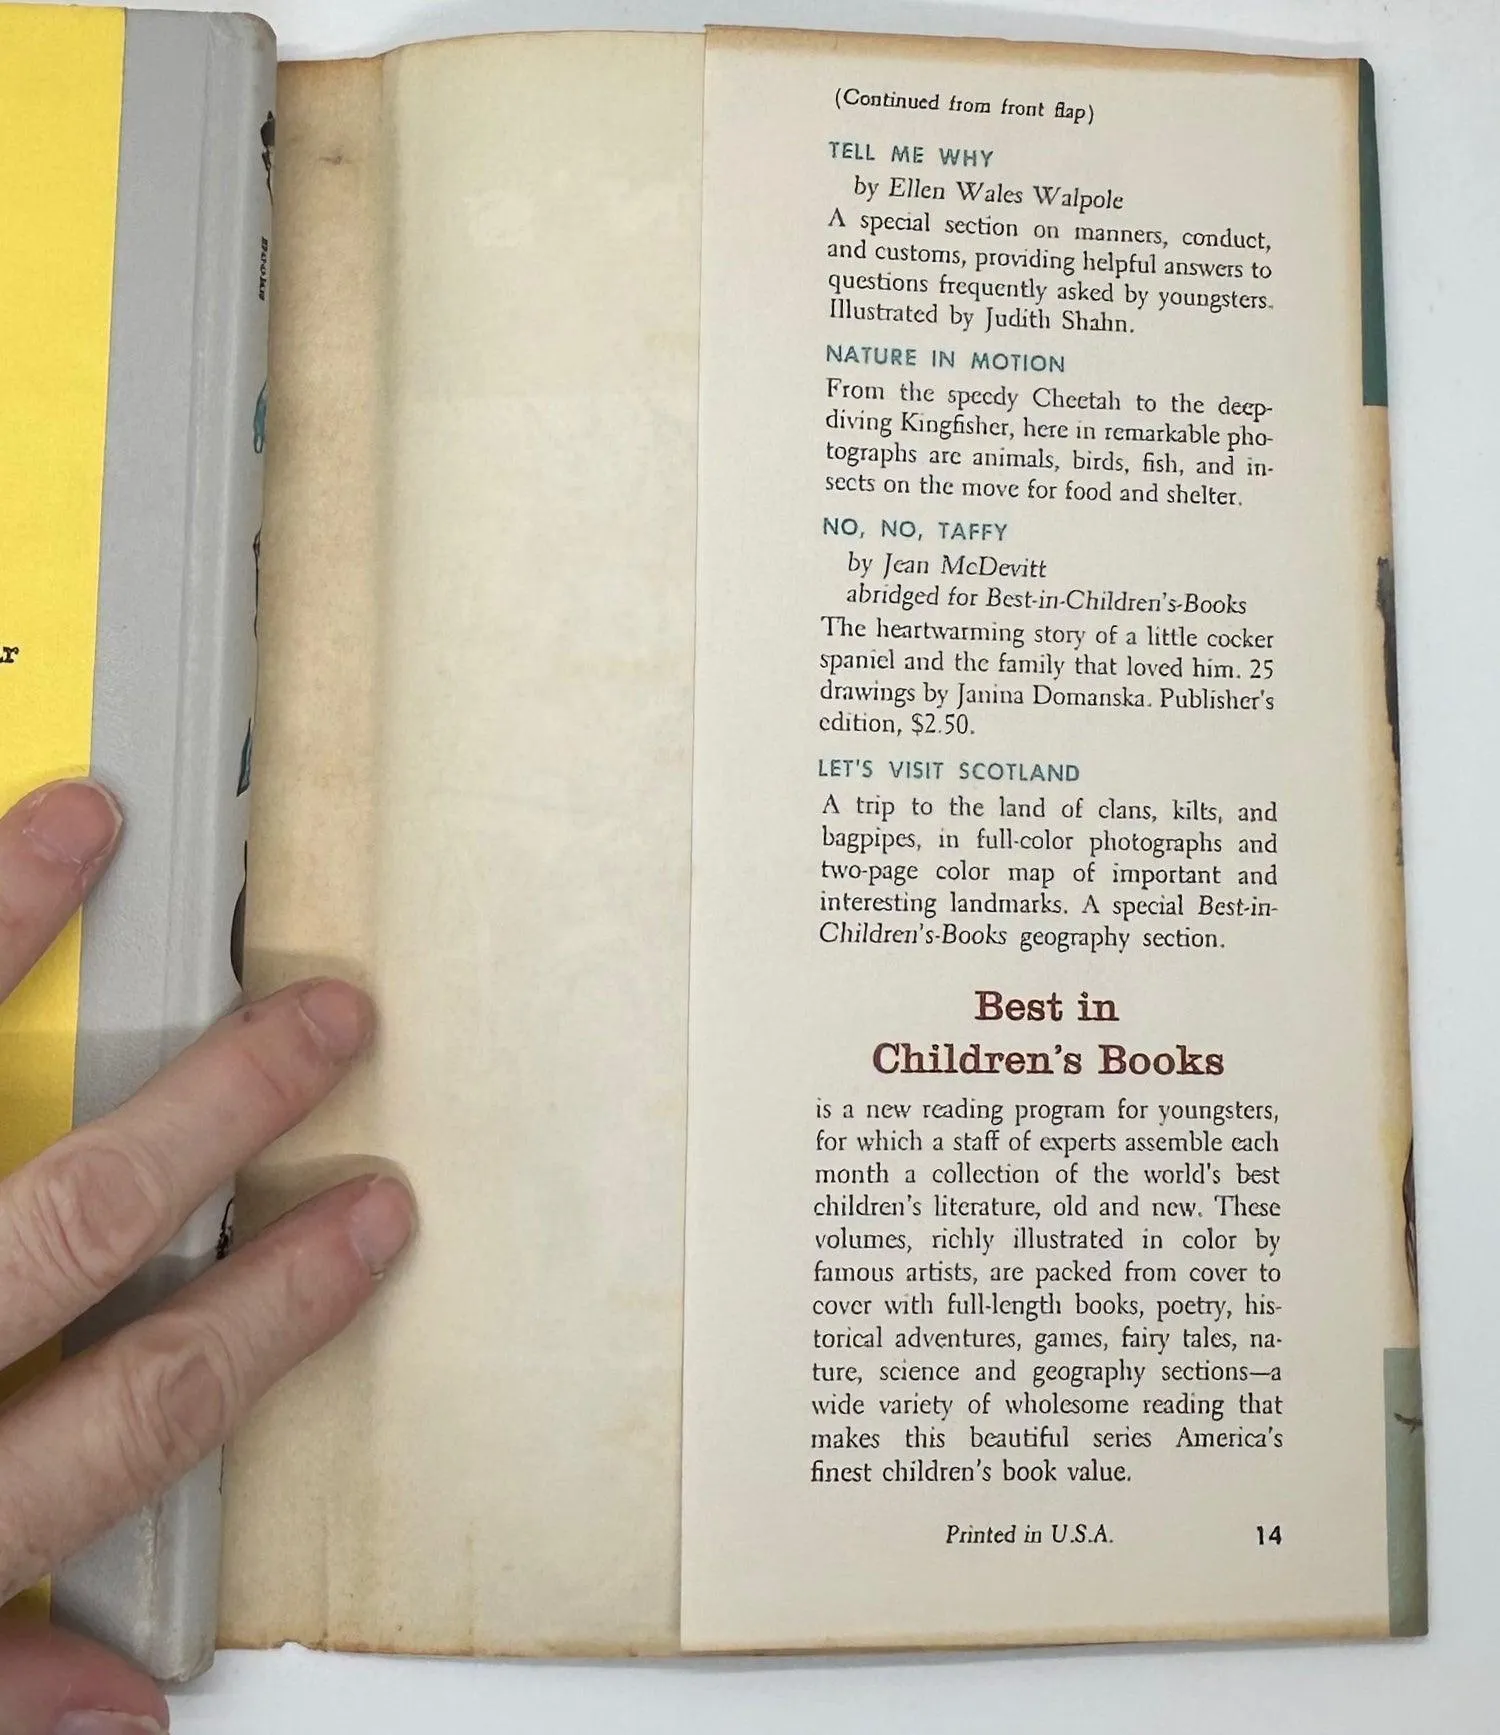 (Continued from front flap)
TELL ME WHY
by Ellen Wales Walpole
A special section on manners, conduct,
and customs, providing helpful answers to
questions frequently asked by youngsters.
Illustrated by Judith Shahn.
NATURE IN MOTION
From the speedy Cheetah to the deep-
diving Kingfisher, here in remarkable pho-
tographs are animals, birds, fish, and in-
sects on the move for food and shelter.
NO, NO, TAFFY
by Jean McDevitt
abridged for Best-in-Children's-Books
The heartwarming story of a little cocker
spaniel and the family that loved him. 25
drawings by Janina Domanska. Publisher's
edition, $2.50.
LET'S VISIT SCOTLAND
A trip to the land of clans, kilts, and
bagpipes, in full-color photographs and
two-page color map of important and
interesting landmarks. A special Best-in-
Children's-Books geography section.
Best in
Children's Books
is a new reading program for youngsters,
for which a staff of experts assemble each
month a collection of the world's best
children's literature, old and new. These
volumes, richly illustrated in color by
famous artists, are packed from cover to
cover with full-length books, poetry, his-
torical adventures, games, fairy tales, na-
ture, science and geography sections—a
wide variety of wholesome reading that
makes this beautiful series America's
finest children's book value.
Printed in U.S.A. 14
Books